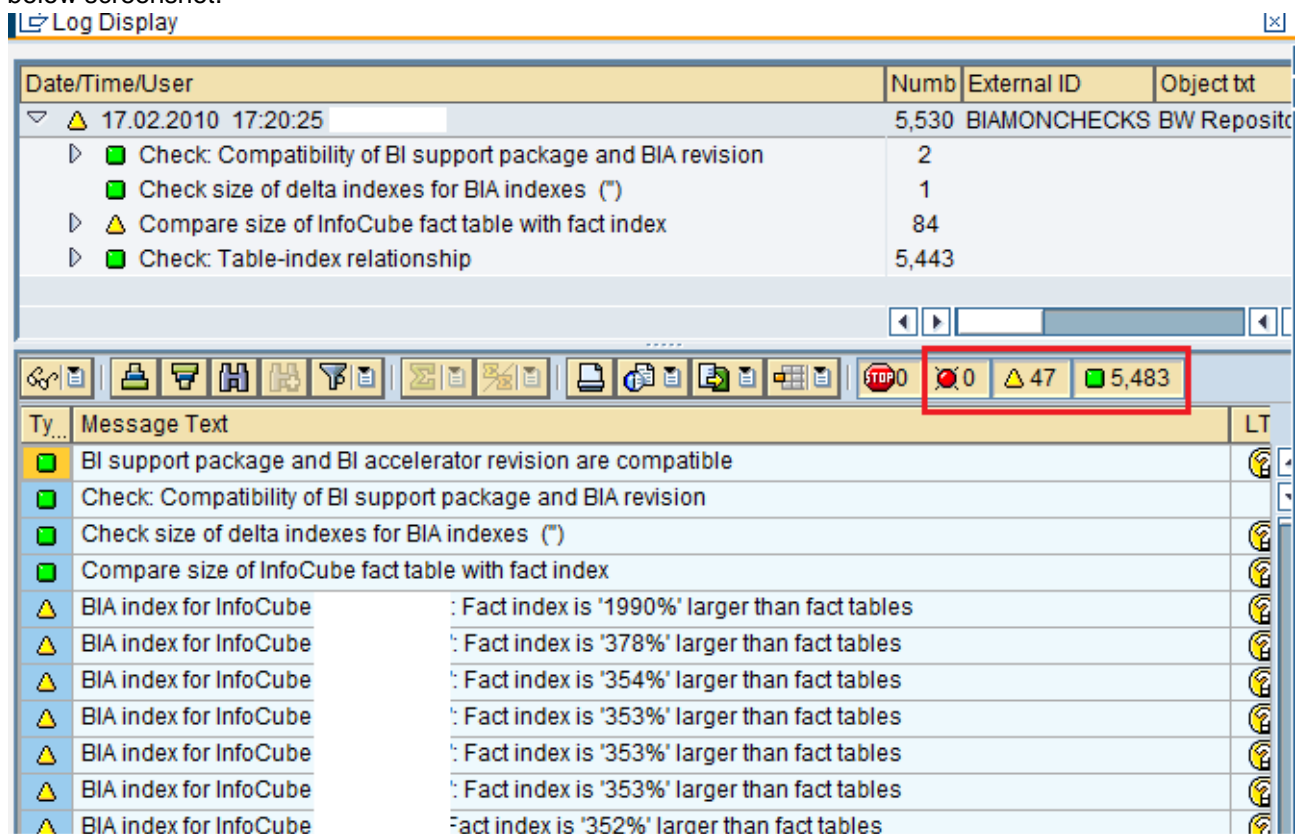 below screenshot.
Log Display
Date/Time/User Numb External ID Object txt
17.02.2010 17:20:25 5,530 BIAMONCHECKS BW Reposito
Check: Compatibility of BI support package and BIA revision 2
Check size of delta indexes for BIA indexes (") 1
Compare size of InfoCube fact table with fact index 84
Check: Table-index relationship 5,443
STOP 0 0 47 5,483
Ty... Message Text LT
BI support package and BI accelerator revision are compatible
Check: Compatibility of BI support package and BIA revision
Check size of delta indexes for BIA indexes (")
Compare size of InfoCube fact table with fact index
BIA index for InfoCube : Fact index is '1990%' larger than fact tables
BIA index for InfoCube ': Fact index is '378%' larger than fact tables
BIA index for InfoCube ': Fact index is '354%' larger than fact tables
BIA index for InfoCube ': Fact index is '353%' larger than fact tables
BIA index for InfoCube ': Fact index is '353%' larger than fact tables
BIA index for InfoCube ': Fact index is '353%' larger than fact tables
BIA index for InfoCube Fact index is '352%' larger than fact tables